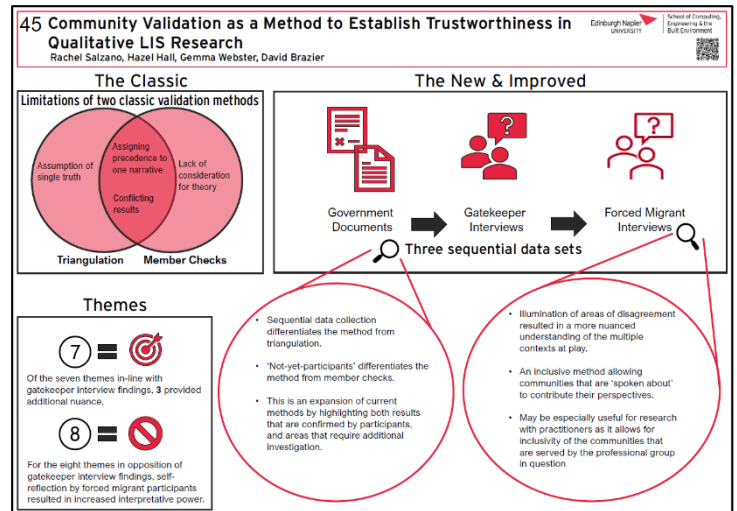 45 Community Validation as a Method to Establish Trustworthiness in
Qualitative LIS Research
Rachel Salzano, Hazel Hall, Gemma Webster, David Brazier
Edinburgh Napier
UNIVERSITY
School of Computing,
Engineering & the
Built Environment
The Classic
Limitations of two classic validation methods
Assumption of
single truth
Assigning
precedence to
one narrative
Conflicting
results
Lack of
consideration
for theory
Triangulation
Member Checks
The New & Improved
?
?
Government
Documents
Gatekeeper
Interviews
Forced Migrant
Interviews
Three sequential data sets
Themes
7 =
Of the seven themes in-line with
gatekeeper interview findings, 3 provided
additional nuance.
8 =
For the eight themes in opposition of
gatekeeper interview findings, self-
reflection by forced migrant participants
resulted in increased interpretative power.
• Sequential data collection
differentiates the method from
triangulation.
• 'Not-yet-participants' differentiates the
method from member checks.
• This is an expansion of current
methods by highlighting both results
that are confirmed by participants,
and areas that require additional
investigation.
• Illumination of areas of disagreement
resulted in a more nuanced
understanding of the multiple
contexts at play.
• An inclusive method allowing
communities that are 'spoken about'
to contribute their perspectives.
• May be especially useful for research
with practitioners as it allows for
inclusivity of the communities that
are served by the professional group
in question